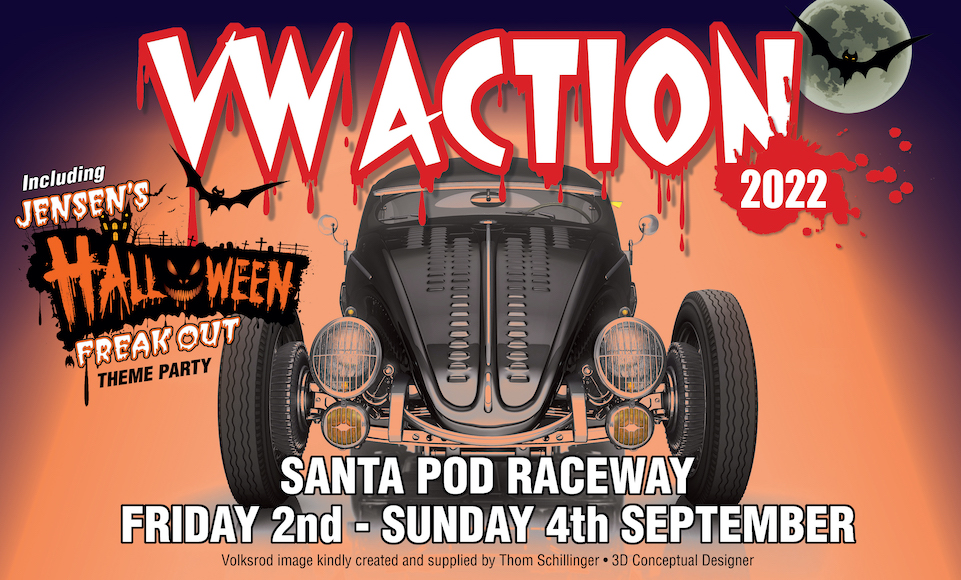 VW ACTION
2022
Including
JENSEN'S
HALLOWEEN
FREAK OUT
THEME PARTY
SANTA POD RACEWAY
FRIDAY 2nd - SUNDAY 4th SEPTEMBER
Volksrod image kindly created and supplied by Thom Schillinger • 3D Conceptual Designer